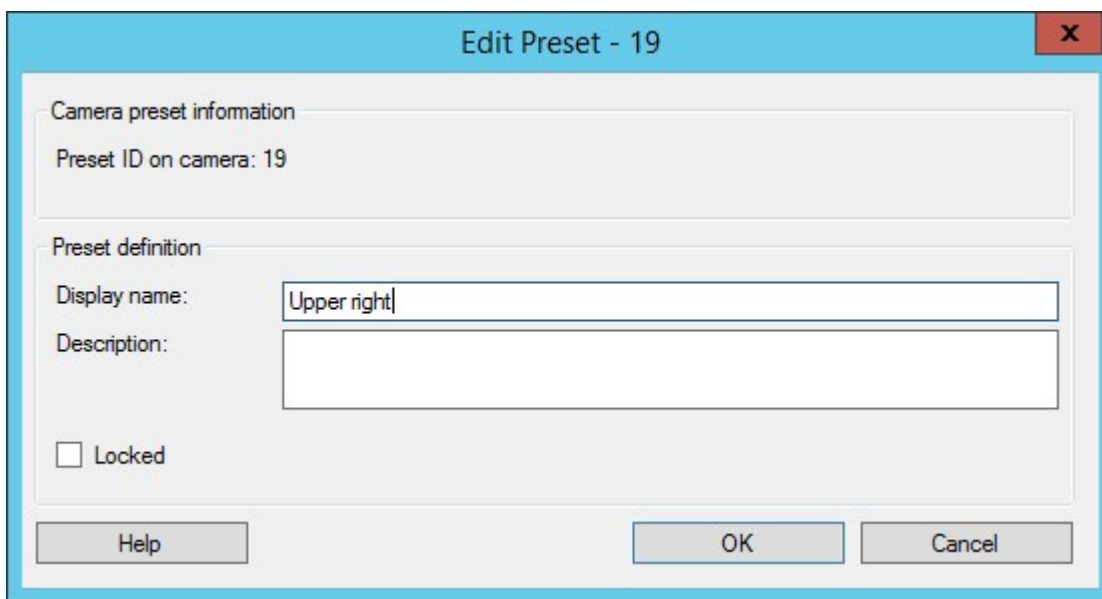 Edit Preset - 19
x
Camera preset information
Preset ID on camera: 19
Preset definition
Display name: Upper right
Description:
Locked
Help OK Cancel